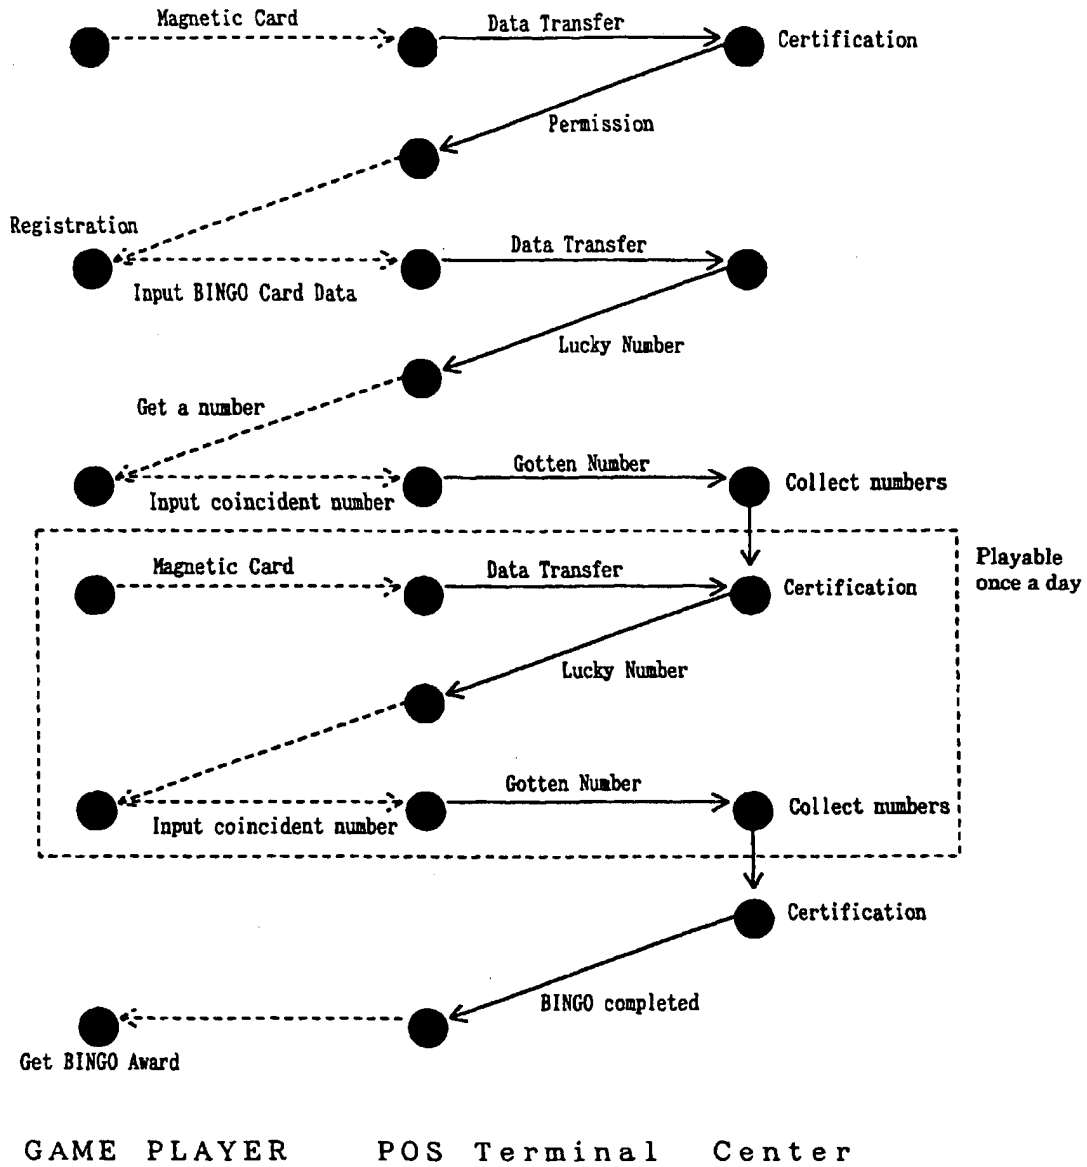 Magnetic Card
Data Transfer
Certification
Permission
Registration
Data Transfer
Input BINGO Card Data
Lucky Number
Get a number
Gotten Number
Input coincident number
Collect numbers
Playable
once a day
Magnetic Card
Data Transfer
Certification
Lucky Number
Gotten Number
Input coincident number
Collect numbers
Certification
BINGO completed
Get BINGO Award
GAME PLAYER POS Terminal Center